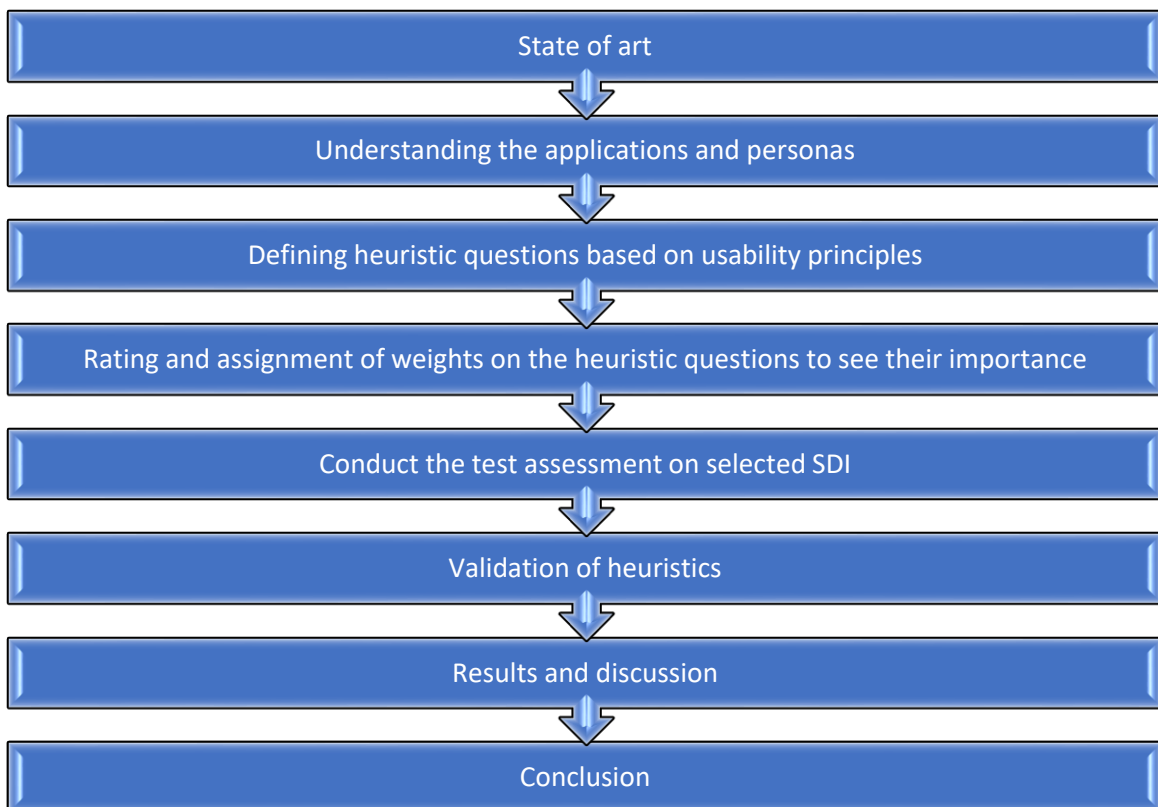 State of art
Understanding the applications and personas
Defining heuristic questions based on usability principles
Rating and assignment of weights on the heuristic questions to see their importance
Conduct the test assessment on selected SDI
Validation of heuristics
Results and discussion
Conclusion